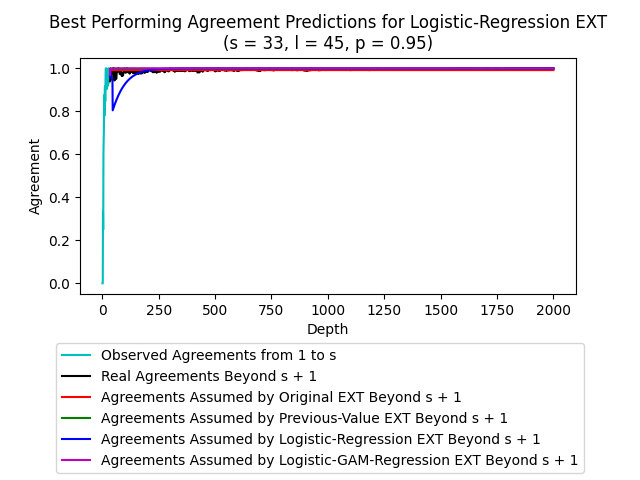 Best Performing Agreement Predictions for Logistic-Regression EXT
(s = 33, l = 45, p = 0.95)
1.0
0.8
0.6
0.4
0.2
0.0
Agreement
0 250 500 750 1000 1250 1500 1750 2000
Depth
Observed Agreements from 1 to s
Real Agreements Beyond s + 1
Agreements Assumed by Original EXT Beyond s + 1
Agreements Assumed by Previous-Value EXT Beyond s + 1
Agreements Assumed by Logistic-Regression EXT Beyond s + 1
Agreements Assumed by Logistic-GAM-Regression EXT Beyond s + 1